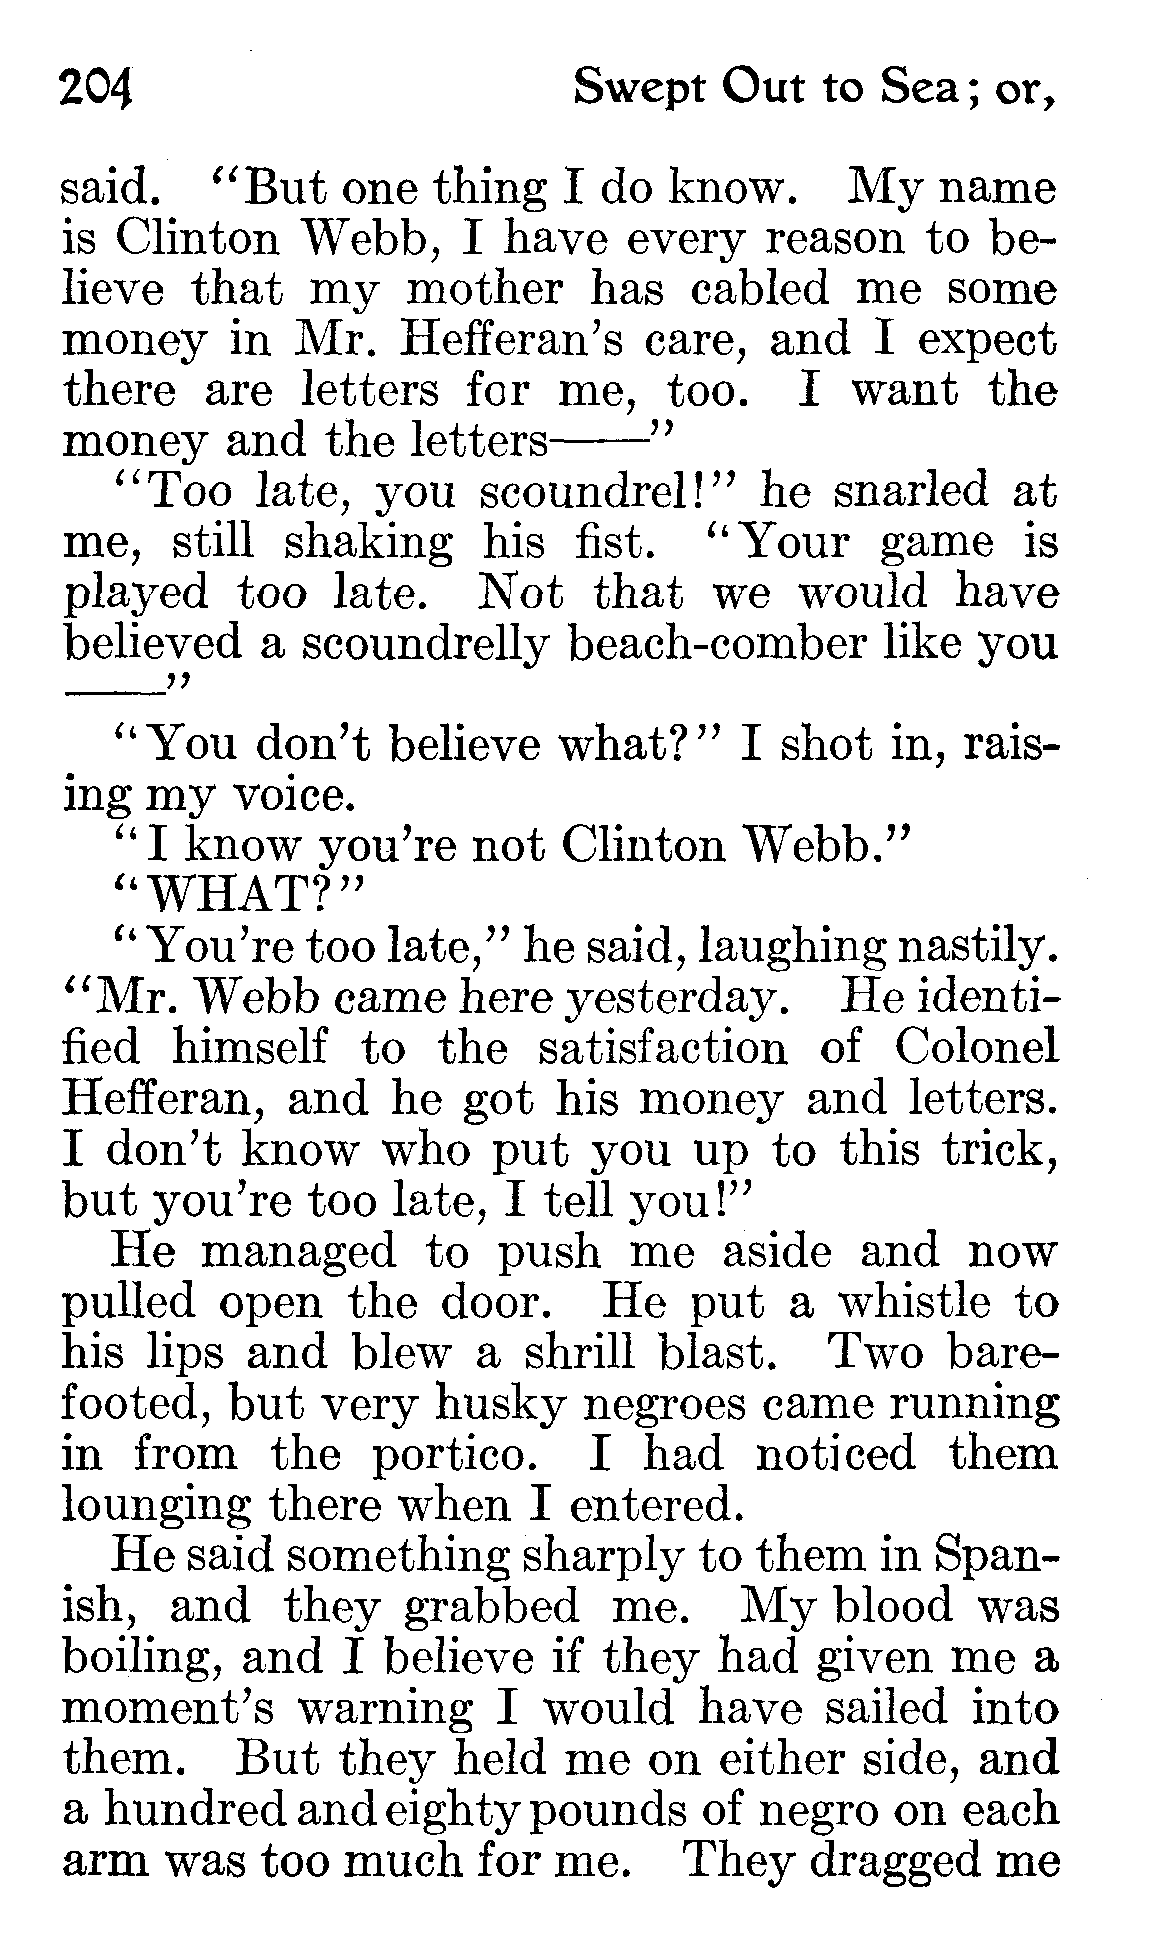 204 Swept Out to Sea; or,
said. "But one thing I do know. My name
is Clinton Webb, I have every reason to be-
lieve that my mother has cabled me some
money in Mr. Hefferan's care, and I expect
there are letters for me, too. I want the
money and the letters——"
"Too late, you scoundrel!" he snarled at
me, still shaking his fist. "Your game is
played too late. Not that we would have
believed a scoundrelly beach-comber like you
——"
"You don't believe what?" I shot in, rais-
ing my voice.
"I know you're not Clinton Webb."
"WHAT?"
"You're too late," he said, laughing nastily.
"Mr. Webb came here yesterday. He identi-
fied himself to the satisfaction of Colonel
Hefferan, and he got his money and letters.
I don't know who put you up to this trick,
but you're too late, I tell you!"
He managed to push me aside and now
pulled open the door. He put a whistle to
his lips and blew a shrill blast. Two bare-
footed, but very husky negroes came running
in from the portico. I had noticed them
lounging there when I entered.
He said something sharply to them in Span-
ish, and they grabbed me. My blood was
boiling, and I believe if they had given me a
moment's warning I would have sailed into
them. But they held me on either side, and
a hundred and eighty pounds of negro on each
arm was too much for me. They dragged me